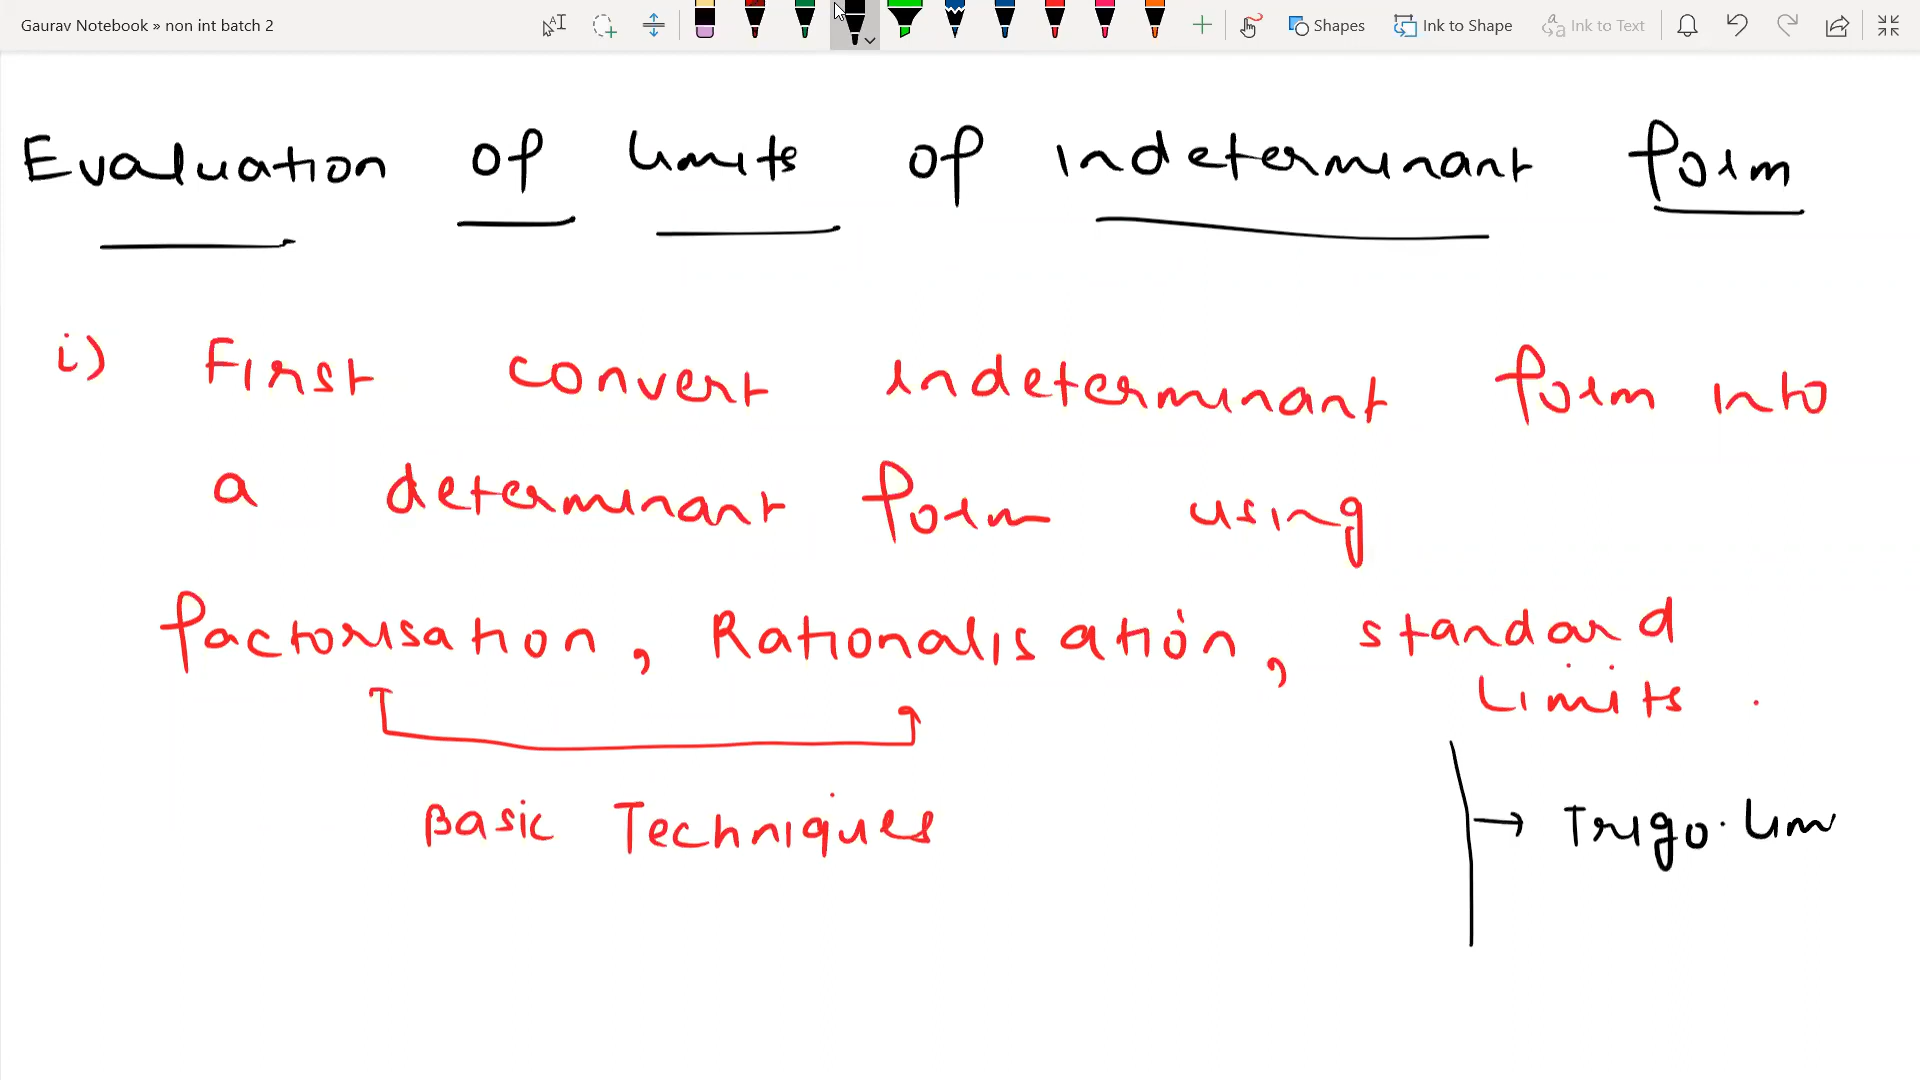 Gaurav Notebook » non int batch 2
Shapes
Ink to Shape
Ink to Text
Evaluation of limits of indeterminant form
i) First convert indeterminant form into
a determinant form using
factorisation, Rationalisation, standard
Limits.
Basic Techniques
→ Trigo. Lim